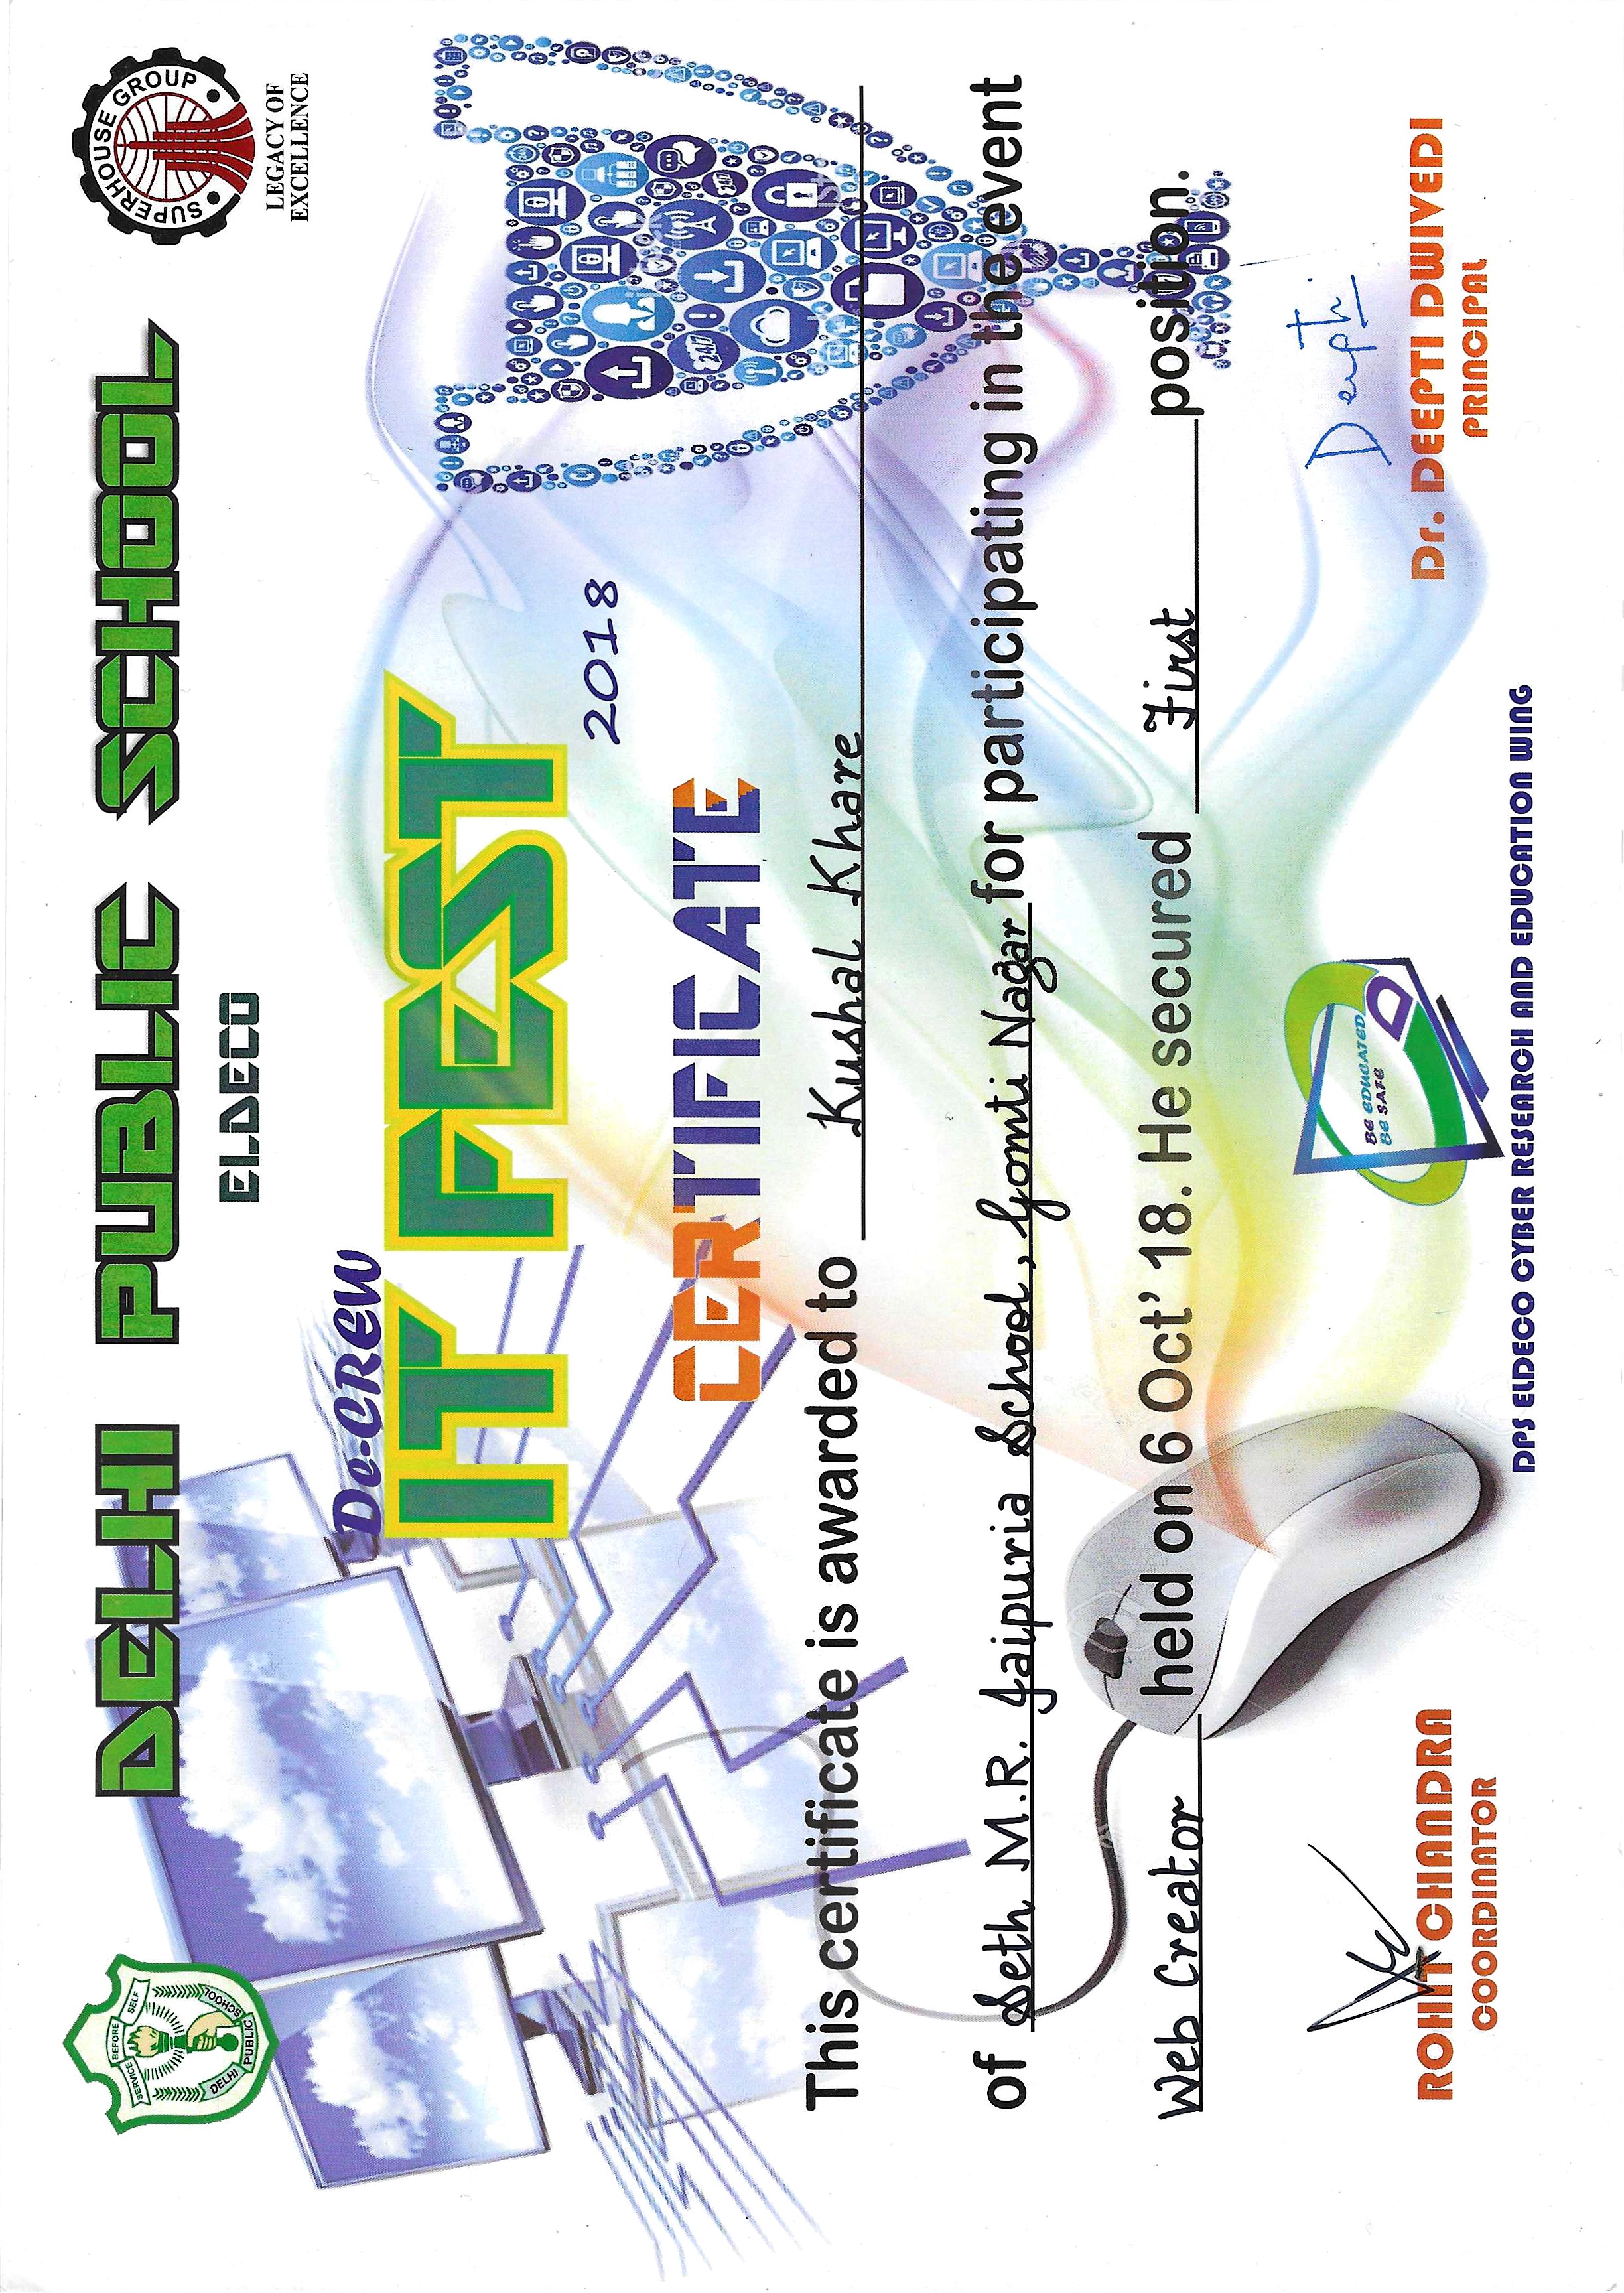 SERVICE BEFORE SELF
DELHI PUBLIC SCHOOL
DELHI PUBLIC SCHOOL
ELDECO
SUPERHOUSE GROUP
LEGACY OF
EXCELLENCE
De-CREW
IT FEST
2018
CERTIFICATE
This certificate is awarded to Kushal Khare
of Seth M.R. Jaipuria School, Gomti Nagar for participating in the event
Web Creator held on 6 Oct' 18. He secured First position.
BE EDUCATED
BE SAFE
D
Deepti
ROHIT CHANDRA
COORDINATOR
Dr. DEEPTI DWIVEDI
PRINCIPAL
DPS ELDECO CYBER RESEARCH AND EDUCATION WING